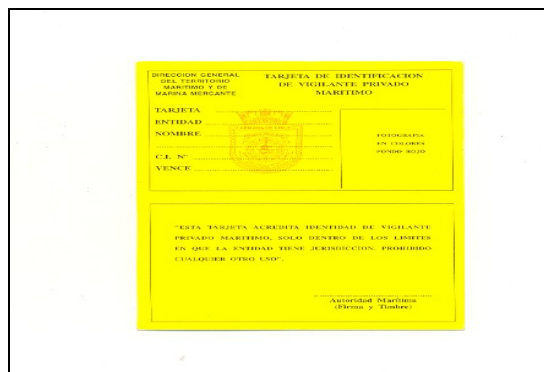 DIRECCION GENERAL
DEL TERRITORIO
MARITIMO Y DE
MARINA MERCANTE
TARJETA DE IDENTIFICACION
DE VIGILANTE PRIVADO
MARITIMO
TARJETA
ENTIDAD
NOMBRE
C.I. N°
VENCE
FOTOGRAFIA
EN COLORES
FONDO ROJO
"ESTA TARJETA ACREDITA IDENTIDAD DE VIGILANTE
PRIVADO MARITIMO, SOLO DENTRO DE LOS LIMITES
EN QUE LA ENTIDAD TIENE JURISDICCION. PROHIBIDO
CUALQUIER OTRO USO".
Autoridad Marítima
(Firma y Timbre)